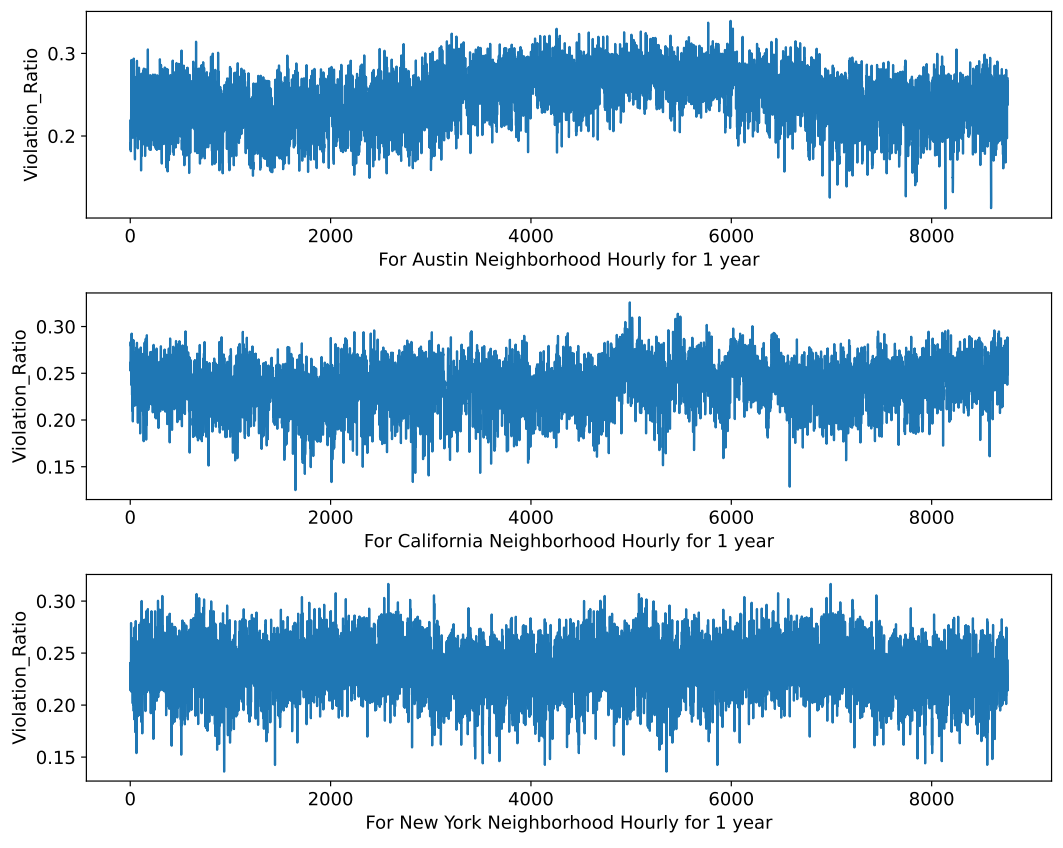 Violation_Ratio
0.3
0.2
0 2000 4000 6000 8000
For Austin Neighborhood Hourly for 1 year
Violation_Ratio
0.30
0.25
0.20
0.15
0 2000 4000 6000 8000
For California Neighborhood Hourly for 1 year
Violation_Ratio
0.30
0.25
0.20
0.15
0 2000 4000 6000 8000
For New York Neighborhood Hourly for 1 year